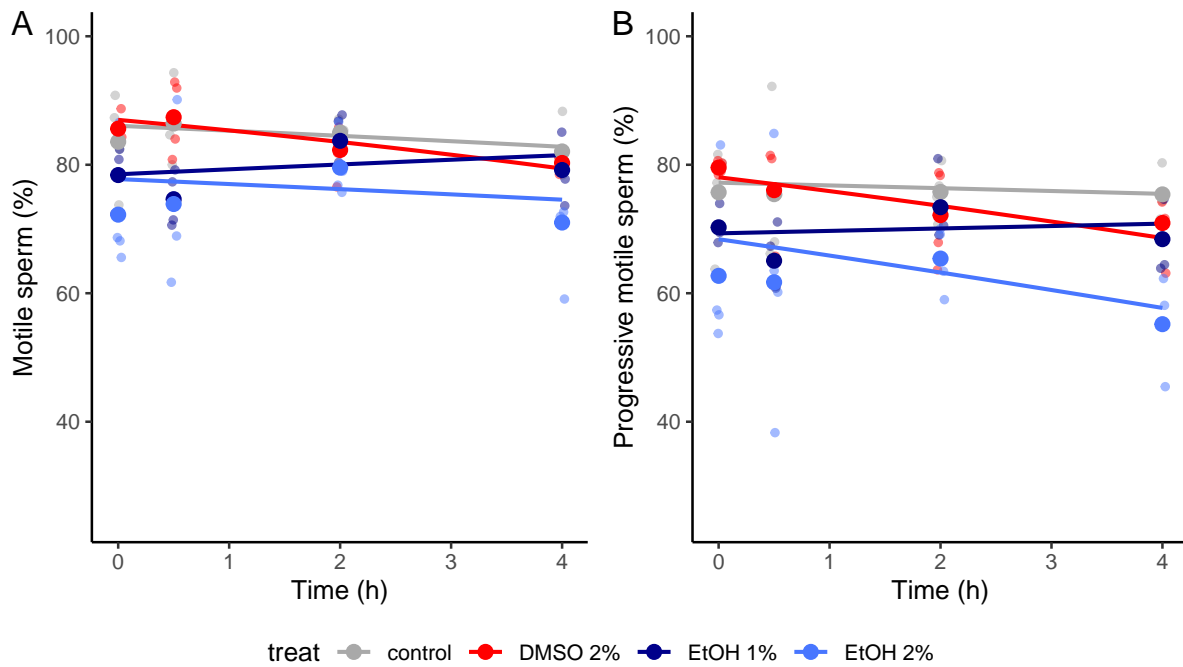 A
B
Motile sperm (%)
100
80
60
40
0
1
2
3
4
Time (h)
Progressive motile sperm (%)
100
80
60
40
0
1
2
3
4
Time (h)
treat control DMSO 2% EtOH 1% EtOH 2%